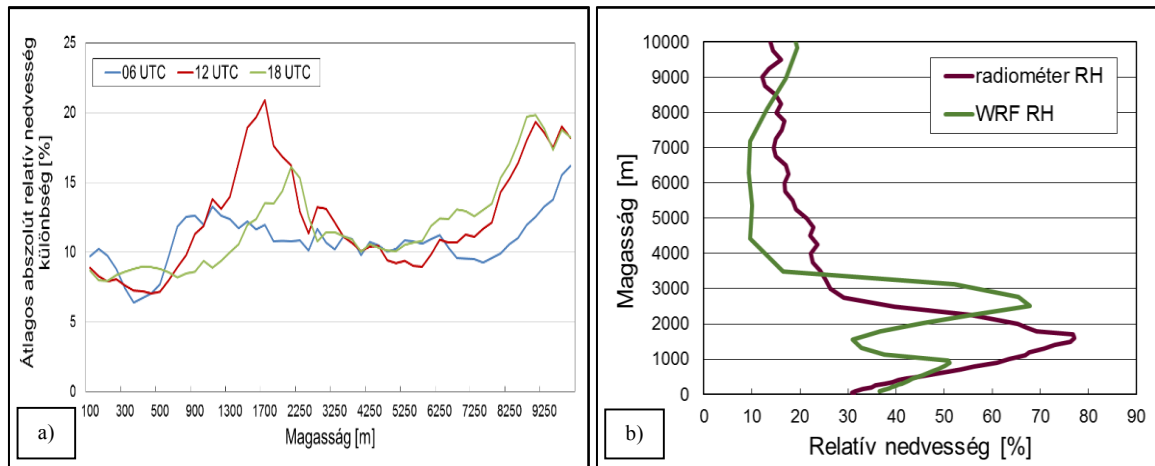 Átlagos abszolút relatív nedvesség
különbség [%]
25
20
15
10
5
0
06 UTC 12 UTC 18 UTC
100 300 500 900 1300 1700 2250 3250 4250 5250 6250 7250 8250 9250
Magasság [m]
a)
Magasság [m]
10000
9000
8000
7000
6000
5000
4000
3000
2000
1000
0
radiométer RH
WRF RH
0 10 20 30 40 50 60 70 80 90
Relatív nedvesség [%]
b)